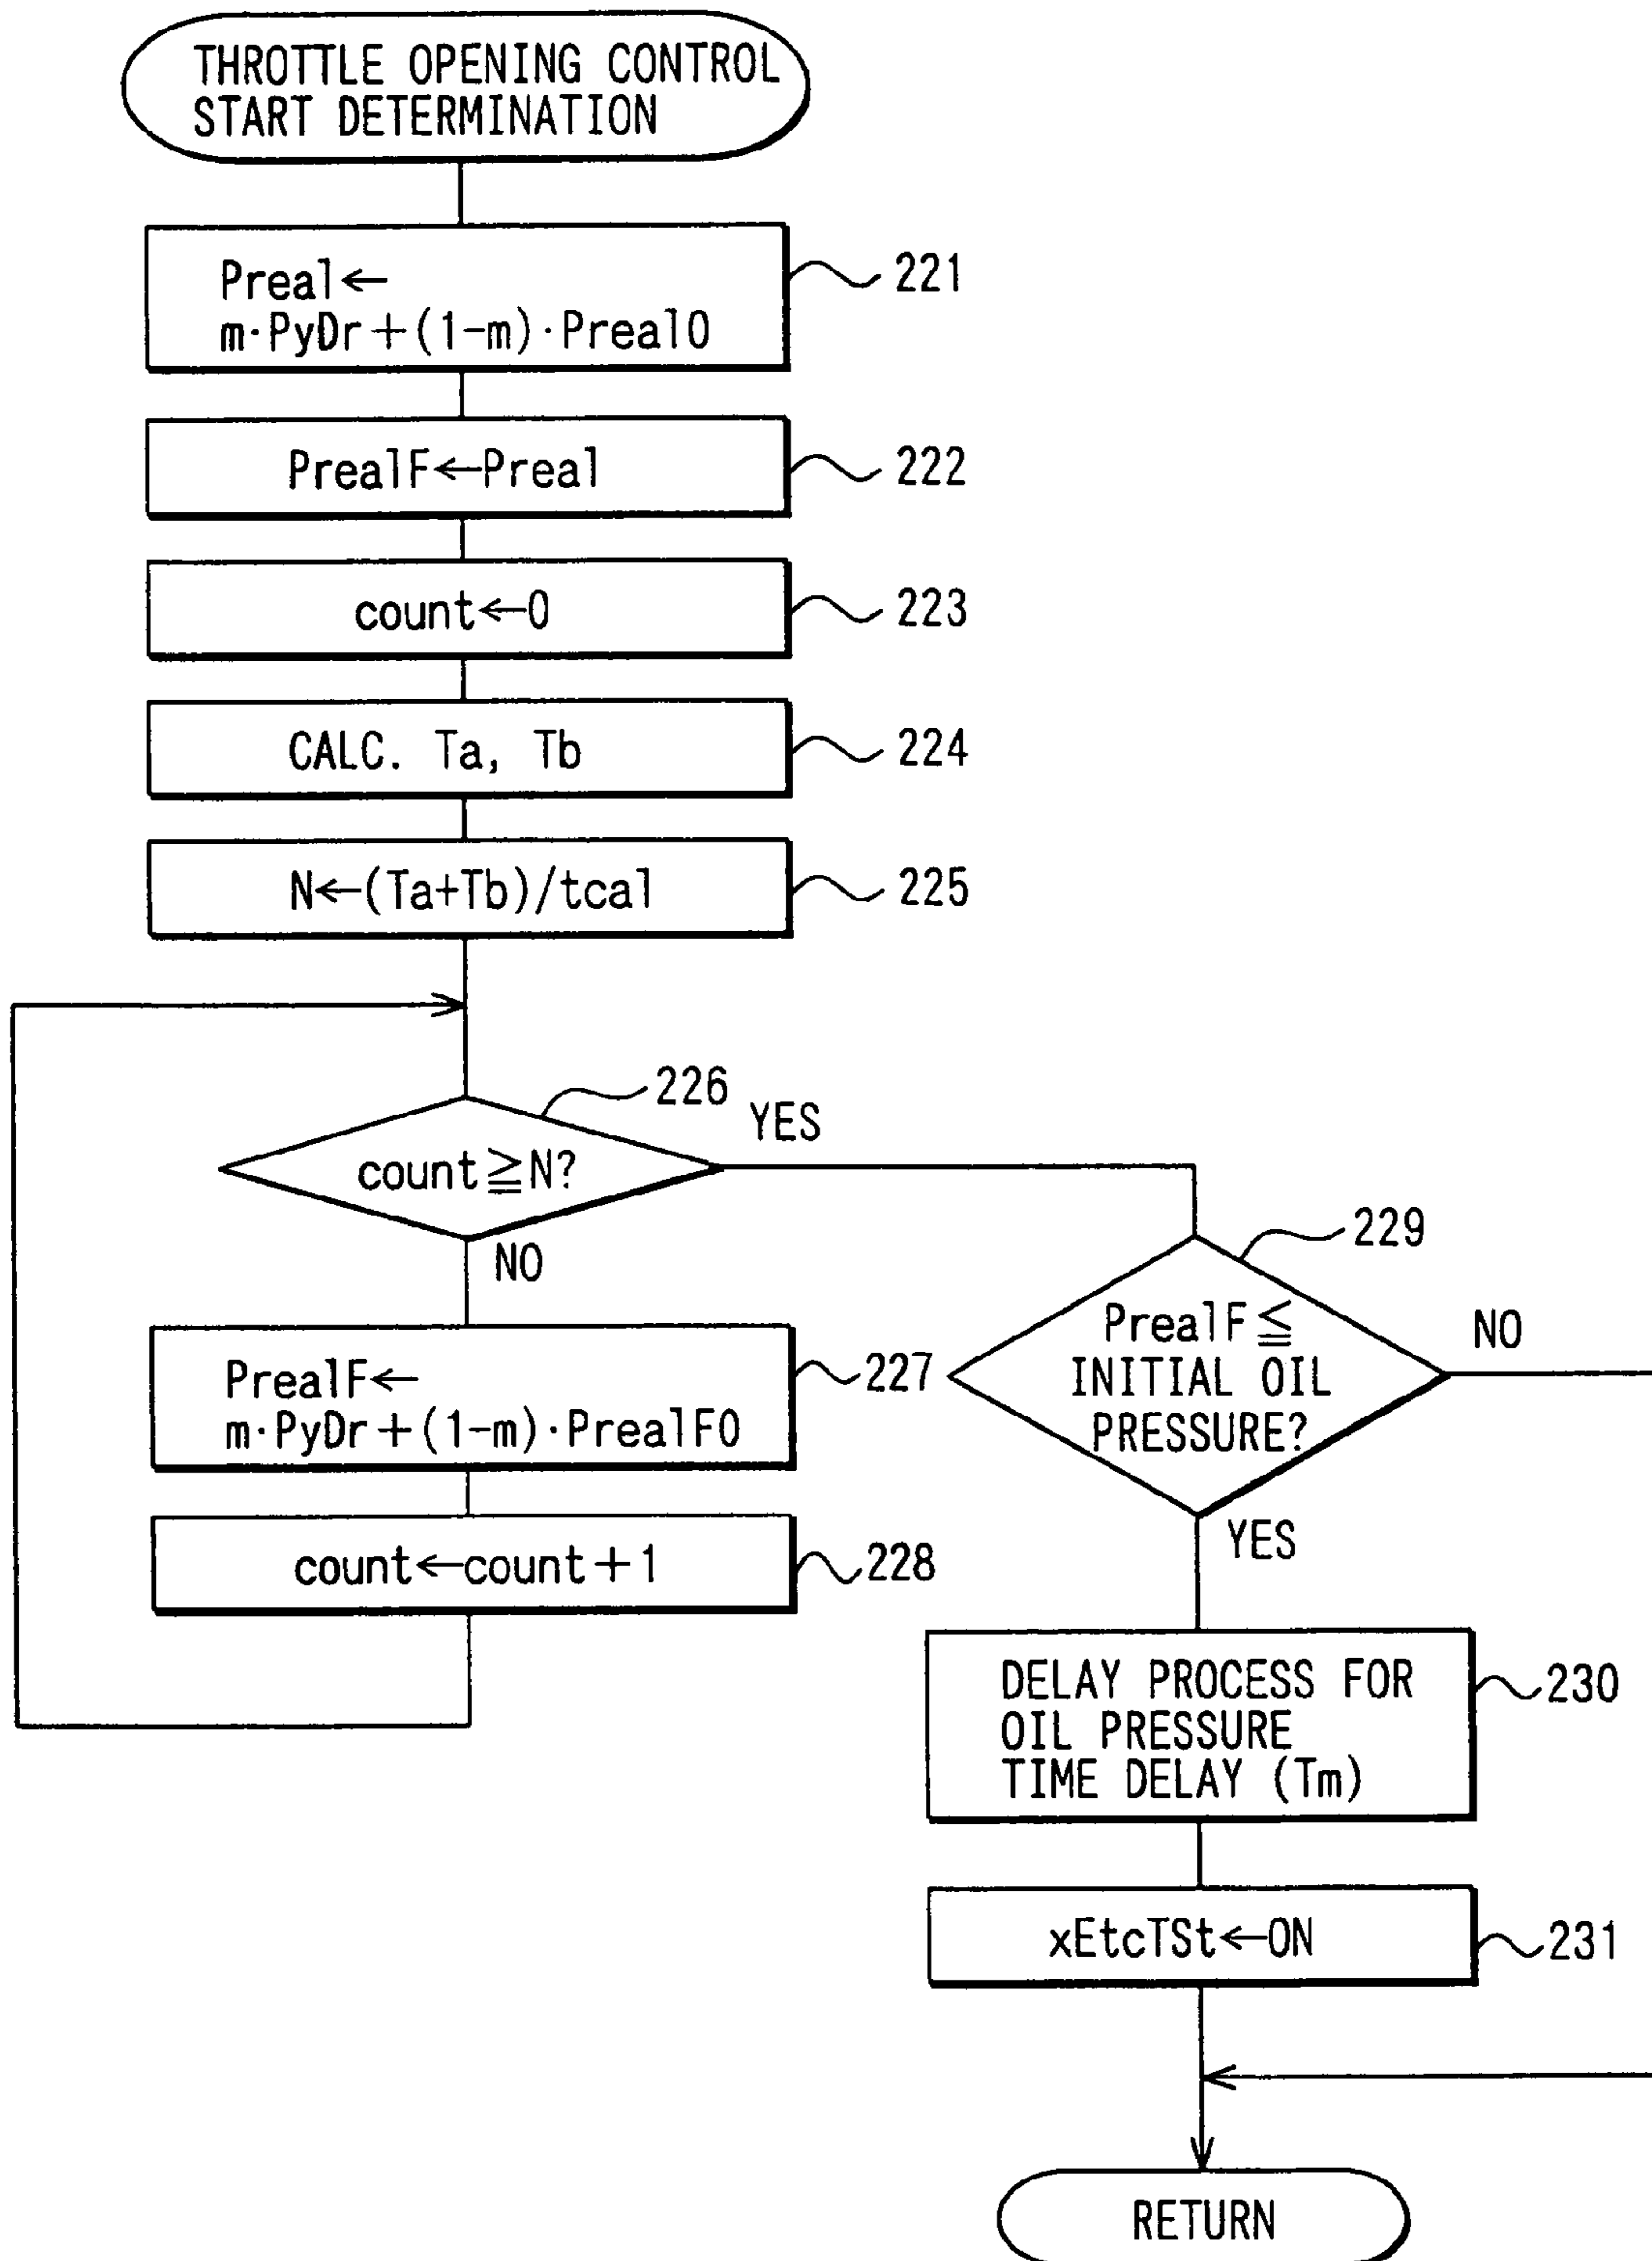 THROTTLE OPENING CONTROL
START DETERMINATION
Preal←
m·PyDr+(1-m)·Preal0
221
PrealF←Preal
222
count←0
223
CALC. Ta, Tb
224
N←(Ta+Tb)/tcal
225
226
YES
count≧N?
NO
PrealF←
m·PyDr+(1-m)·PrealF0
227
count←count+1
228
229
PrealF≦
INITIAL OIL
PRESSURE?
NO
YES
DELAY PROCESS FOR
OIL PRESSURE
TIME DELAY (Tm)
230
xEtcTSt←ON
231
RETURN